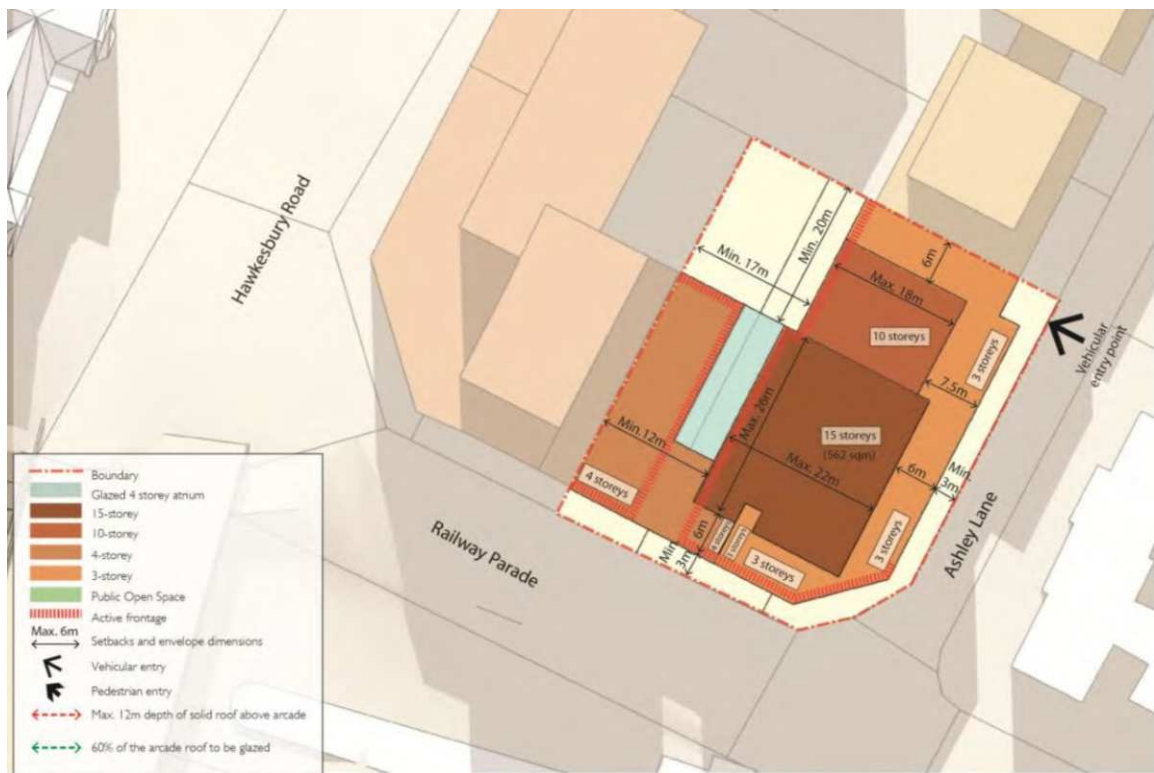 Hawkesbury Road
Min. 20m
Min. 17m
6m
Max. 18m
10 storeys
3 storeys
Vehicular
entry point
7.5m
Max. 26m
15 storeys
(562 sqm)
Max. 22m
6m
Min.
3m
Min.12m
4 storeys
6m
3 storeys
3 storeys
3 storeys
Min.
3m
Railway Parade
Ashley Lane
Boundary
Glazed 4 storey atrium
15-storey
10-storey
4-storey
3-storey
Public Open Space
Active frontage
Max. 6m
Setbacks and envelope dimensions
Vehicular entry
Pedestrian entry
Max. 12m depth of solid roof above arcade
60% of the arcade roof to be glazed